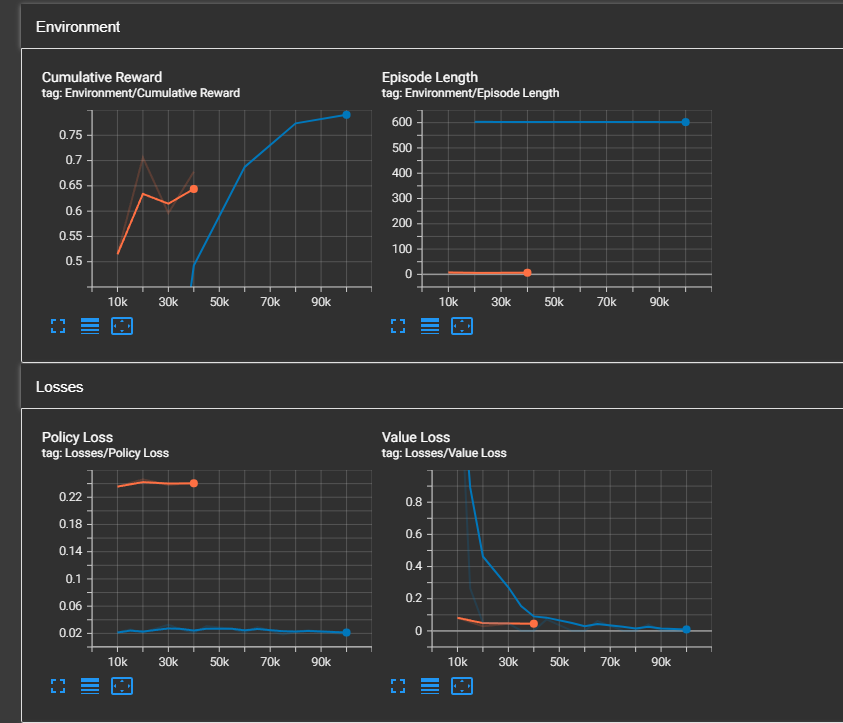 Environment
Cumulative Reward
tag: Environment/Cumulative Reward
0.75
0.7
0.65
0.6
0.55
0.5
10k 30k 50k 70k 90k
Episode Length
tag: Environment/Episode Length
600
500
400
300
200
100
0
10k 30k 50k 70k 90k
Losses
Policy Loss
tag: Losses/Policy Loss
0.22
0.18
0.14
0.1
0.06
0.02
10k 30k 50k 70k 90k
Value Loss
tag: Losses/Value Loss
0.8
0.6
0.4
0.2
0
10k 30k 50k 70k 90k